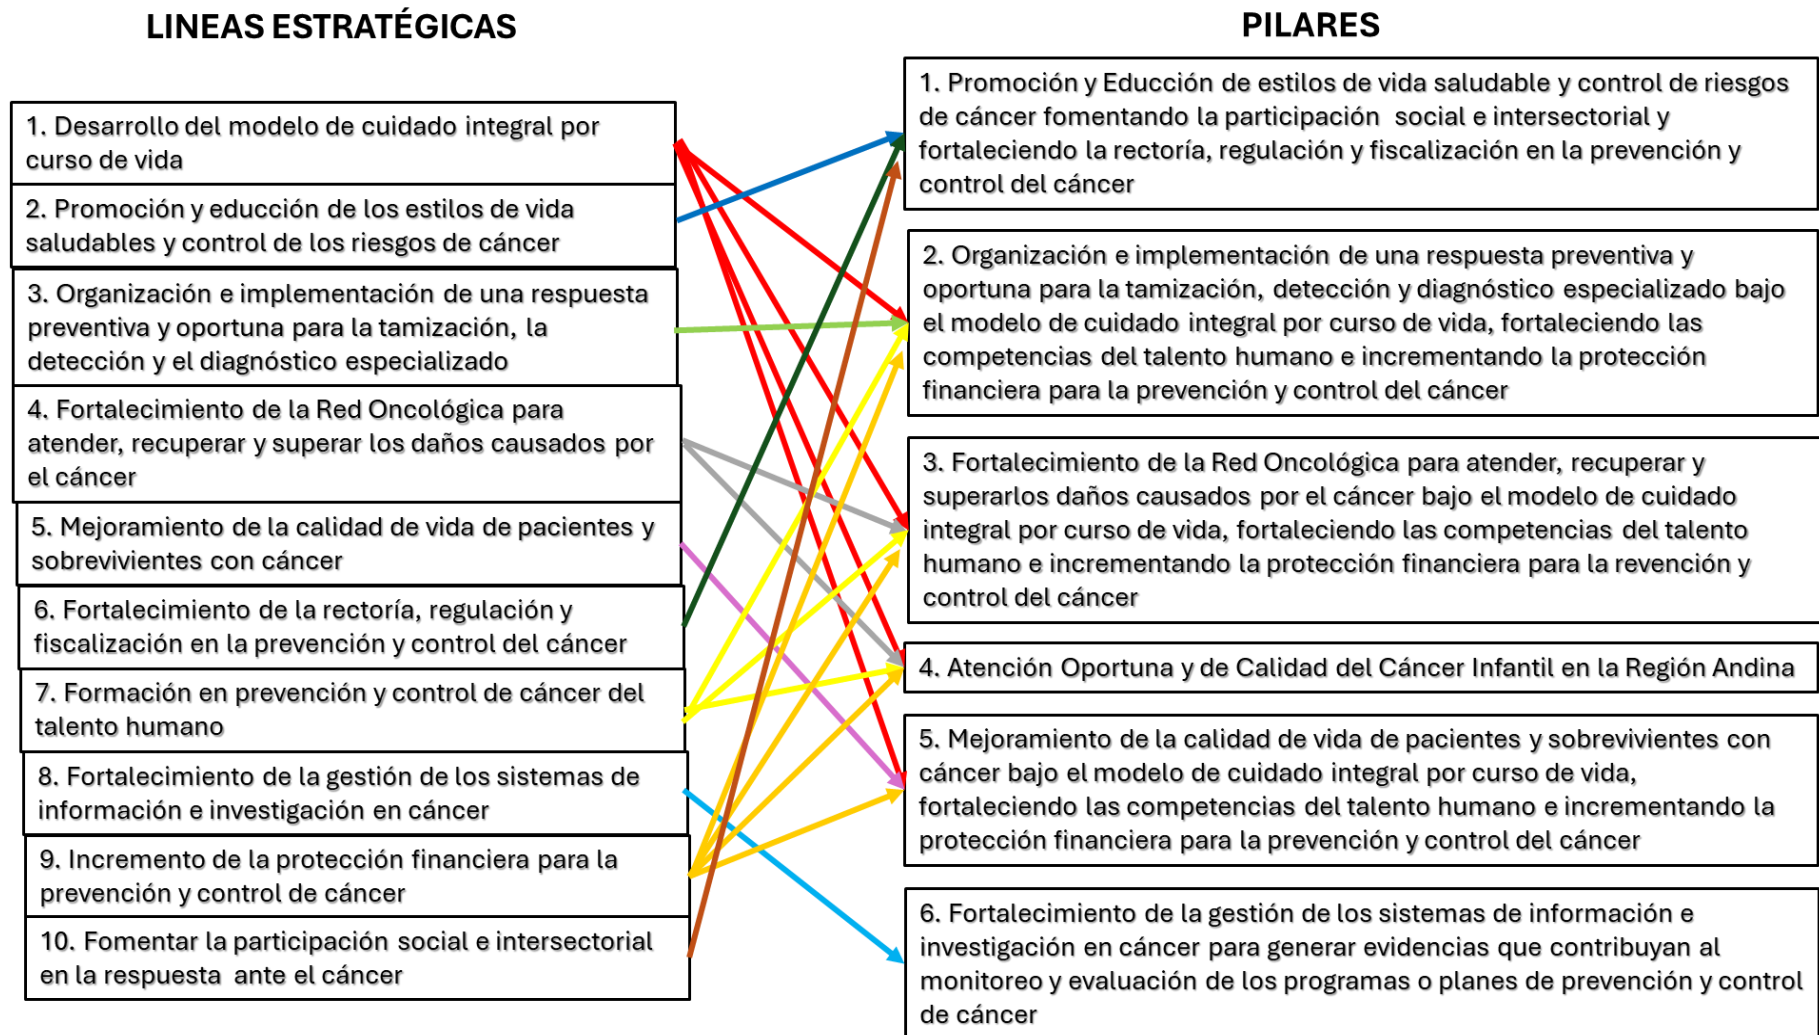 LINEAS ESTRATÉGICAS
1. Desarrollo del modelo de cuidado integral por
curso de vida
2. Promoción y educción de los estilos de vida
saludables y control de los riesgos de cáncer
3. Organización e implementación de una respuesta
preventiva y oportuna para la tamización, la
detección y el diagnóstico especializado
4. Fortalecimiento de la Red Oncológica para
atender, recuperar y superar los daños causados por
el cáncer
5. Mejoramiento de la calidad de vida de pacientes y
sobrevivientes con cáncer
6. Fortalecimiento de la rectoría, regulación y
fiscalización en la prevención y control del cáncer
7. Formación en prevención y control de cáncer del
talento humano
8. Fortalecimiento de la gestión de los sistemas de
información e investigación en cáncer
9. Incremento de la protección financiera para la
prevención y control de cáncer
10. Fomentar la participación social e intersectorial
en la respuesta ante el cáncer
PILARES
1. Promoción y Educción de estilos de vida saludable y control de riesgos
de cáncer fomentando la participación social e intersectorial y
fortaleciendo la rectoría, regulación y fiscalización en la prevención y
control del cáncer
2. Organización e implementación de una respuesta preventiva y
oportuna para la tamización, detección y diagnóstico especializado bajo
el modelo de cuidado integral por curso de vida, fortaleciendo las
competencias del talento humano e incrementando la protección
financiera para la prevención y control del cáncer
3. Fortalecimiento de la Red Oncológica para atender, recuperar y
superarlos daños causados por el cáncer bajo el modelo de cuidado
integral por curso de vida, fortaleciendo las competencias del talento
humano e incrementando la protección financiera para la revención y
control del cáncer
4. Atención Oportuna y de Calidad del Cáncer Infantil en la Región Andina
5. Mejoramiento de la calidad de vida de pacientes y sobrevivientes con
cáncer bajo el modelo de cuidado integral por curso de vida,
fortaleciendo las competencias del talento humano e incrementando la
protección financiera para la prevención y control del cáncer
6. Fortalecimiento de la gestión de los sistemas de información e
investigación en cáncer para generar evidencias que contribuyan al
monitoreo y evaluación de los programas o planes de prevención y control
de cáncer